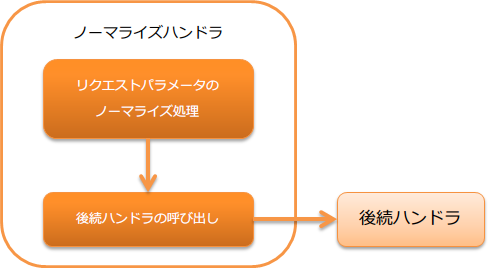 ノーマライズハンドラ
リクエストパラメータの
ノーマライズ処理
後続ハンドラの呼び出し
後続ハンドラ